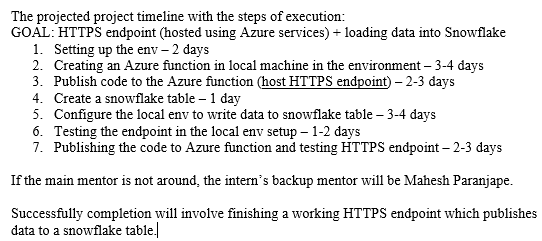 The projected project timeline with the steps of execution:
GOAL: HTTPS endpoint (hosted using Azure services) + loading data into Snowflake
1. Setting up the env – 2 days
2. Creating an Azure function in local machine in the environment – 3-4 days
3. Publish code to the Azure function (host HTTPS endpoint) – 2-3 days
4. Create a snowflake table – 1 day
5. Configure the local env to write data to snowflake table – 3-4 days
6. Testing the endpoint in the local env setup – 1-2 days
7. Publishing the code to Azure function and testing HTTPS endpoint – 2-3 days
If the main mentor is not around, the intern's backup mentor will be Mahesh Paranjape.
Successfully completion will involve finishing a working HTTPS endpoint which publishes
data to a snowflake table.